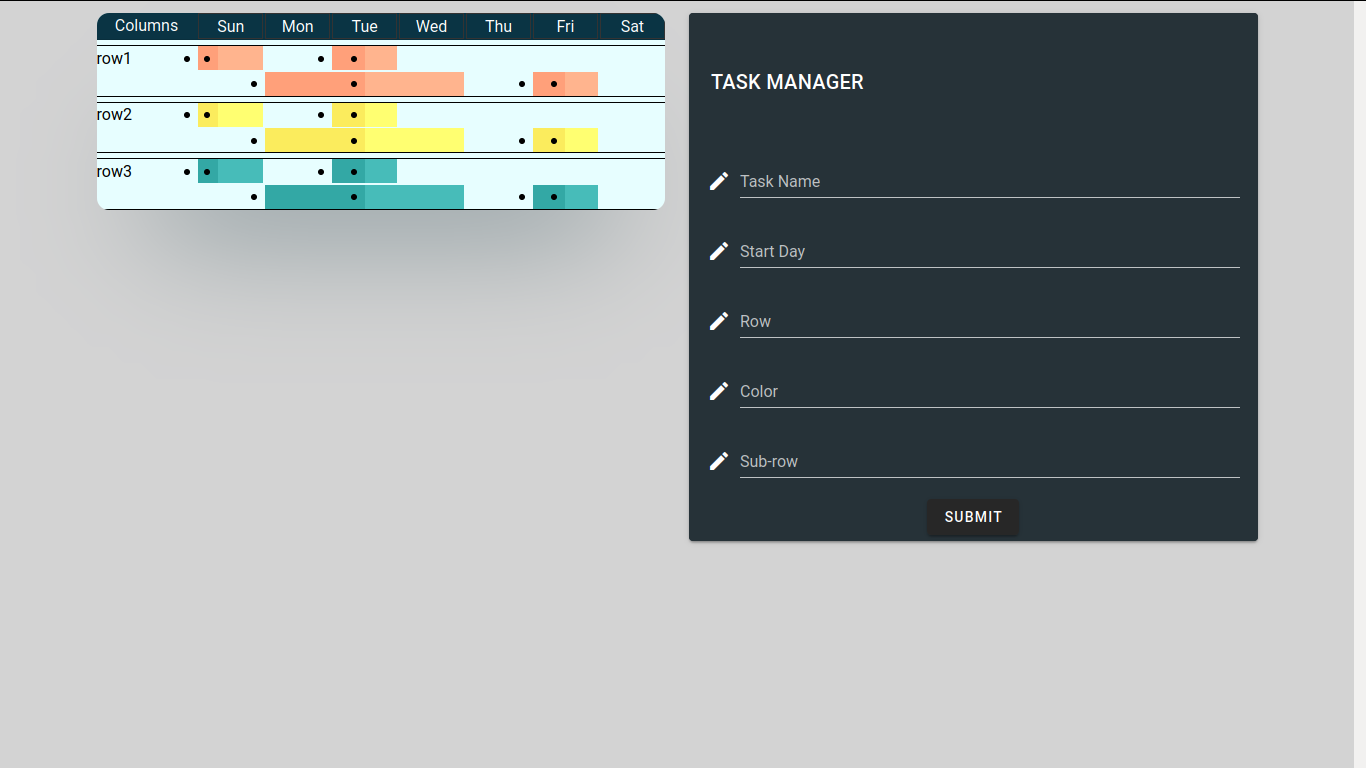 Columns Sun Mon Tue Wed Thu Fri Sat
row1
row2
row3
TASK MANAGER
Task Name
Start Day
Row
Color
Sub-row
SUBMIT